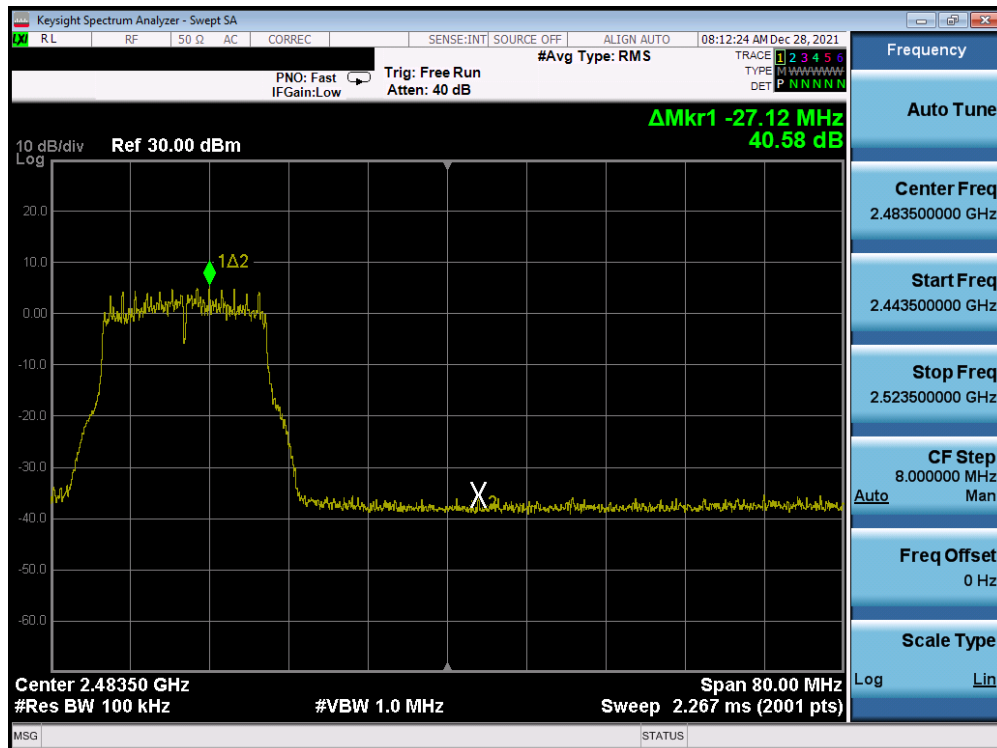 Keysight Spectrum Analyzer - Swept SA
LXI RL RF 50 Ω AC CORREC SENSE:INT SOURCE OFF ALIGN AUTO 08:12:24 AM Dec 28, 2021
#Avg Type: RMS TRACE 1 2 3 4 5 6
PNO: Fast Trig: Free Run TYPE M WWWWW
IFGain:Low Atten: 40 dB DET P N N N N N
ΔMkr1 -27.12 MHz
10 dB/div Ref 30.00 dBm 40.58 dB
Log
20.0
10.0
1Δ2
0.00
-10.0
-20.0
-30.0
X2
-40.0
-50.0
-60.0
Center 2.48350 GHz Span 80.00 MHz
#Res BW 100 kHz #VBW 1.0 MHz Sweep 2.267 ms (2001 pts)
MSG STATUS
Frequency
Auto Tune
Center Freq
2.483500000 GHz
Start Freq
2.443500000 GHz
Stop Freq
2.523500000 GHz
CF Step
8.000000 MHz
Auto Man
Freq Offset
0 Hz
Scale Type
Log Lin